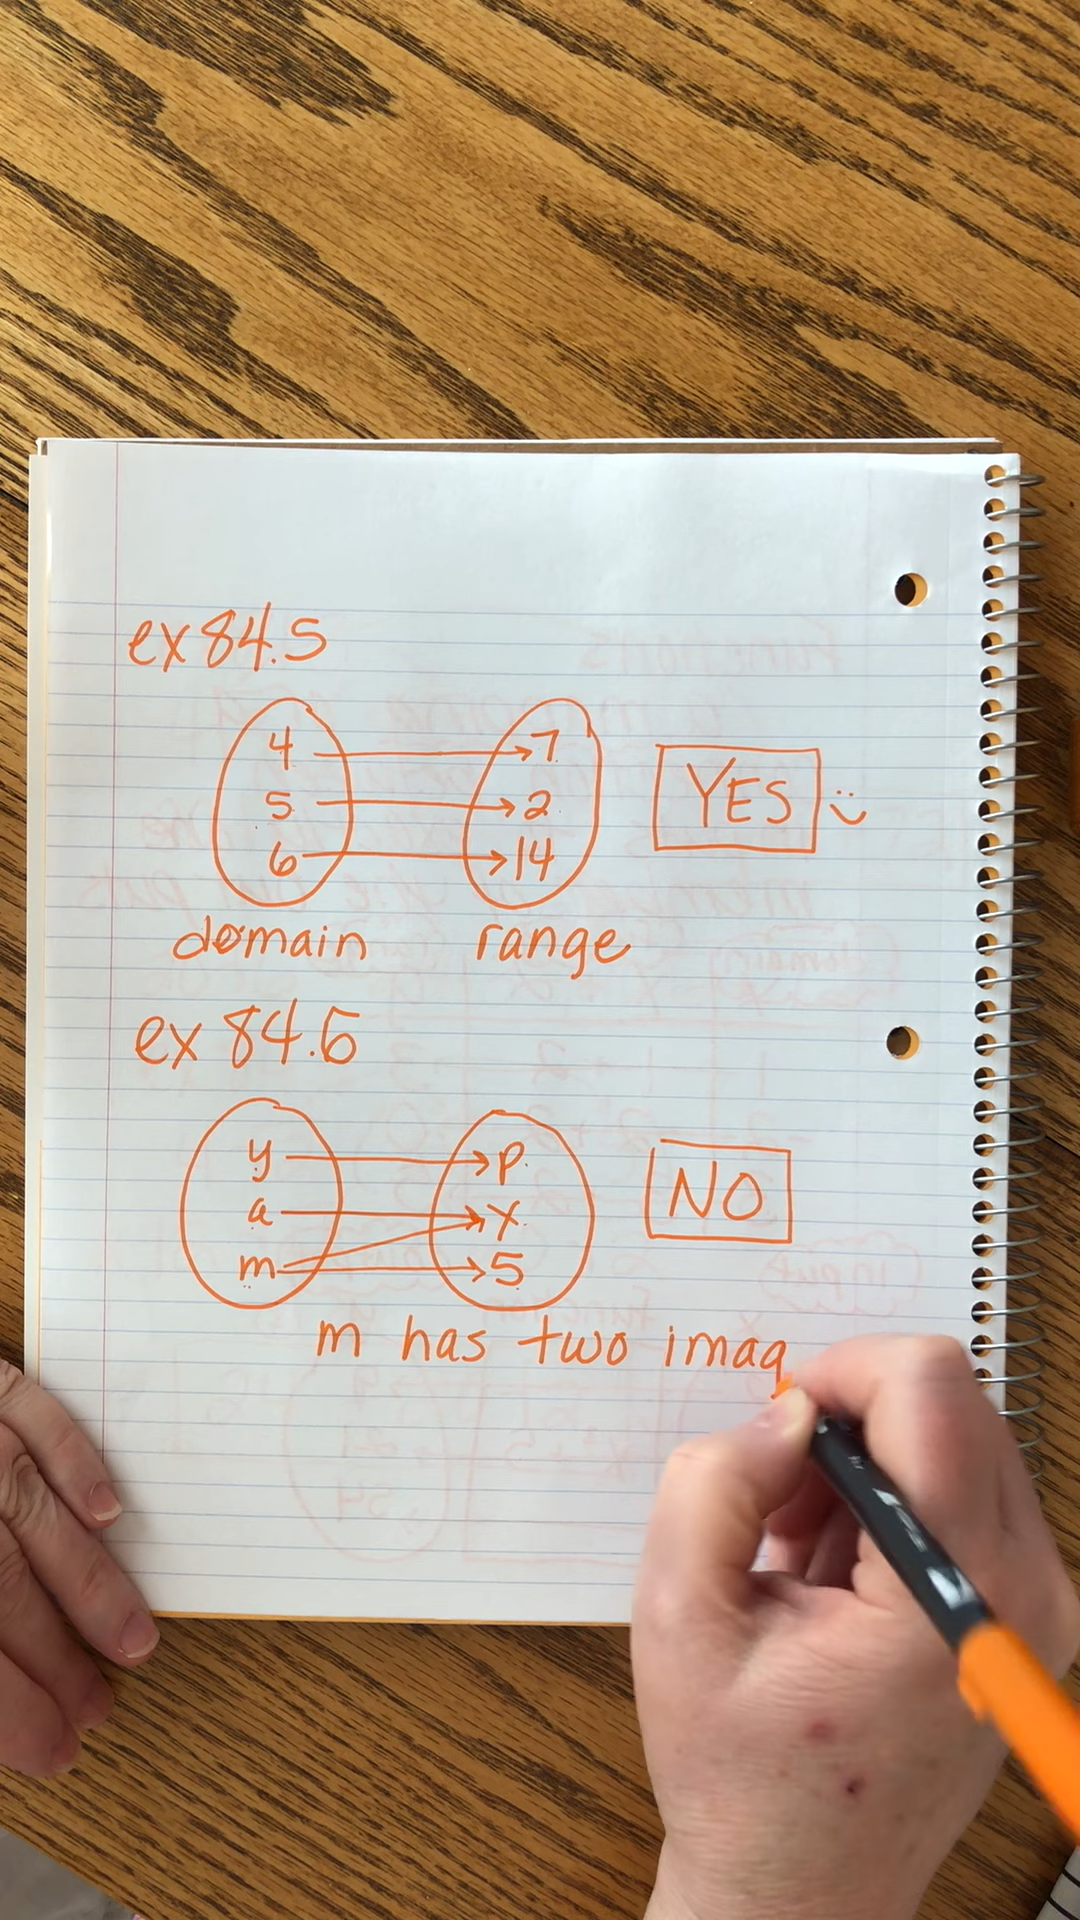 ex 84.5
4 → 7
5 → 2
6 → 14
YES
domain range
ex 84.6
y → p
a → x
m → 5
NO
m has two imag